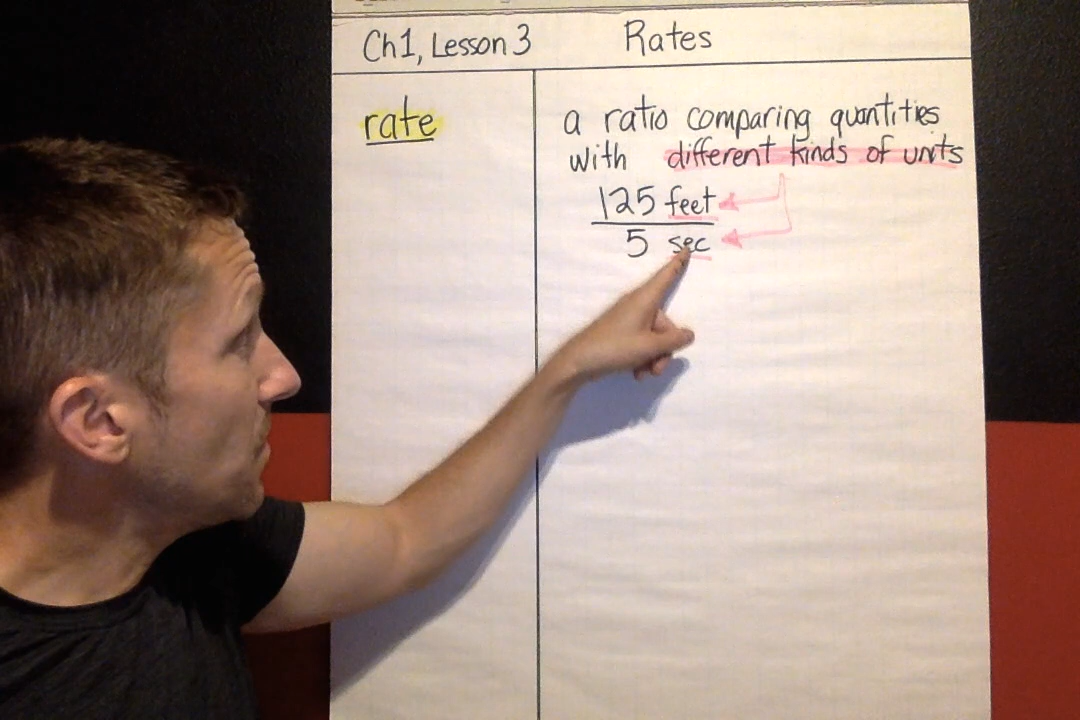 Ch1, Lesson 3 Rates
rate
a ratio comparing quantities
with different kinds of units
125 feet
5 sec